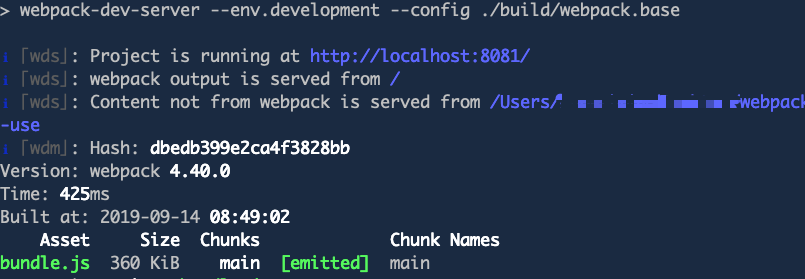 > webpack-dev-server --env.development --config ./build/webpack.base
ℹ ｢wds｣: Project is running at http://localhost:8081/
ℹ ｢wds｣: webpack output is served from /
ℹ ｢wds｣: Content not from webpack is served from /Users/ webpack
-use
ℹ ｢wdm｣: Hash: dbedb399e2ca4f3828bb
Version: webpack 4.40.0
Time: 425ms
Built at: 2019-09-14 08:49:02
Asset Size Chunks Chunk Names
bundle.js 360 KiB main [emitted] main